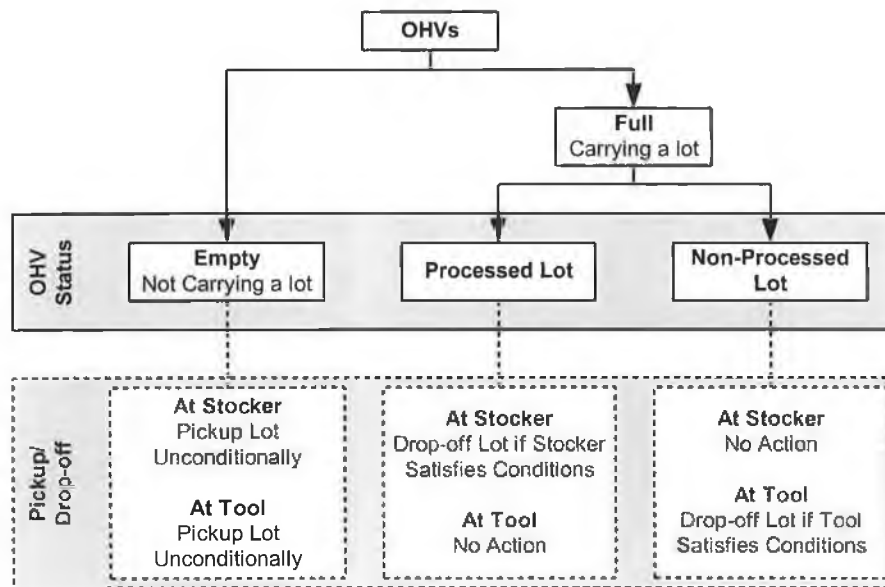 OHVs
Full
Carrying a lot
OHV
Status
Empty
Not Carrying a lot
Processed Lot
Non-Processed
Lot
Pickup/
Drop-off
At Stocker
Pickup Lot
Unconditionally
At Tool
Pickup Lot
Unconditionally
At Stocker
Drop-off Lot if Stocker
Satisfies Conditions
At Tool
No Action
At Stocker
No Action
At Tool
Drop-off Lot if Tool
Satisfies Conditions